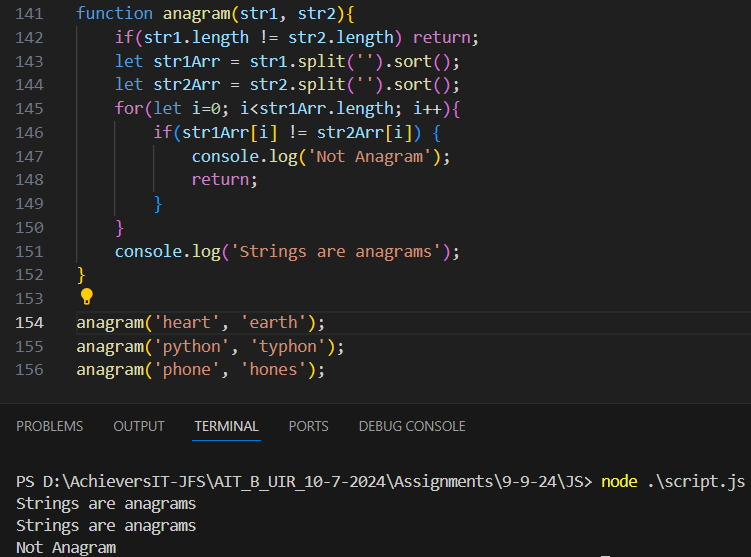 141 function anagram(str1, str2){
142     if(str1.length != str2.length) return;
143     let str1Arr = str1.split('').sort();
144     let str2Arr = str2.split('').sort();
145     for(let i=0; i<str1Arr.length; i++){
146         if(str1Arr[i] != str2Arr[i]) {
147             console.log('Not Anagram');
148             return;
149         }
150     }
151     console.log('Strings are anagrams');
152 }
153
154 anagram('heart', 'earth');
155 anagram('python', 'typhon');
156 anagram('phone', 'hones');
PROBLEMS OUTPUT TERMINAL PORTS DEBUG CONSOLE
PS D:\AchieversIT-JFS\AIT_B_UIR_10-7-2024\Assignments\9-9-24\JS> node .\script.js
Strings are anagrams
Strings are anagrams
Not Anagram